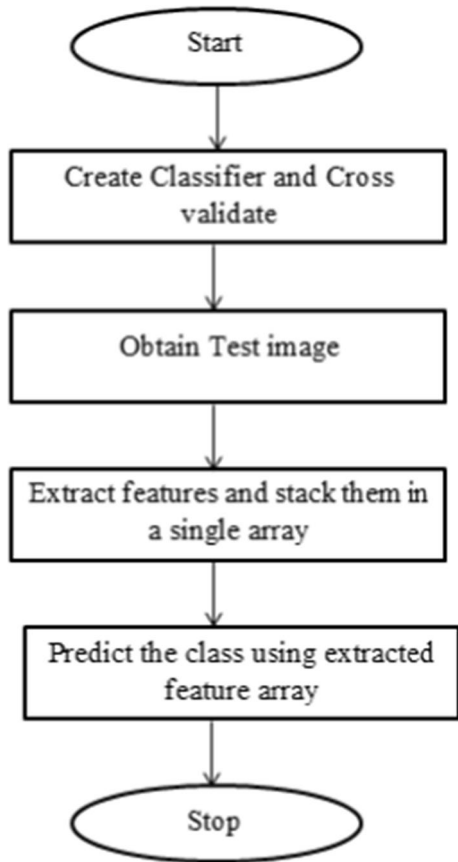 Start
Create Classifier and Cross
validate
Obtain Test image
Extract features and stack them in
a single array
Predict the class using extracted
feature array
Stop